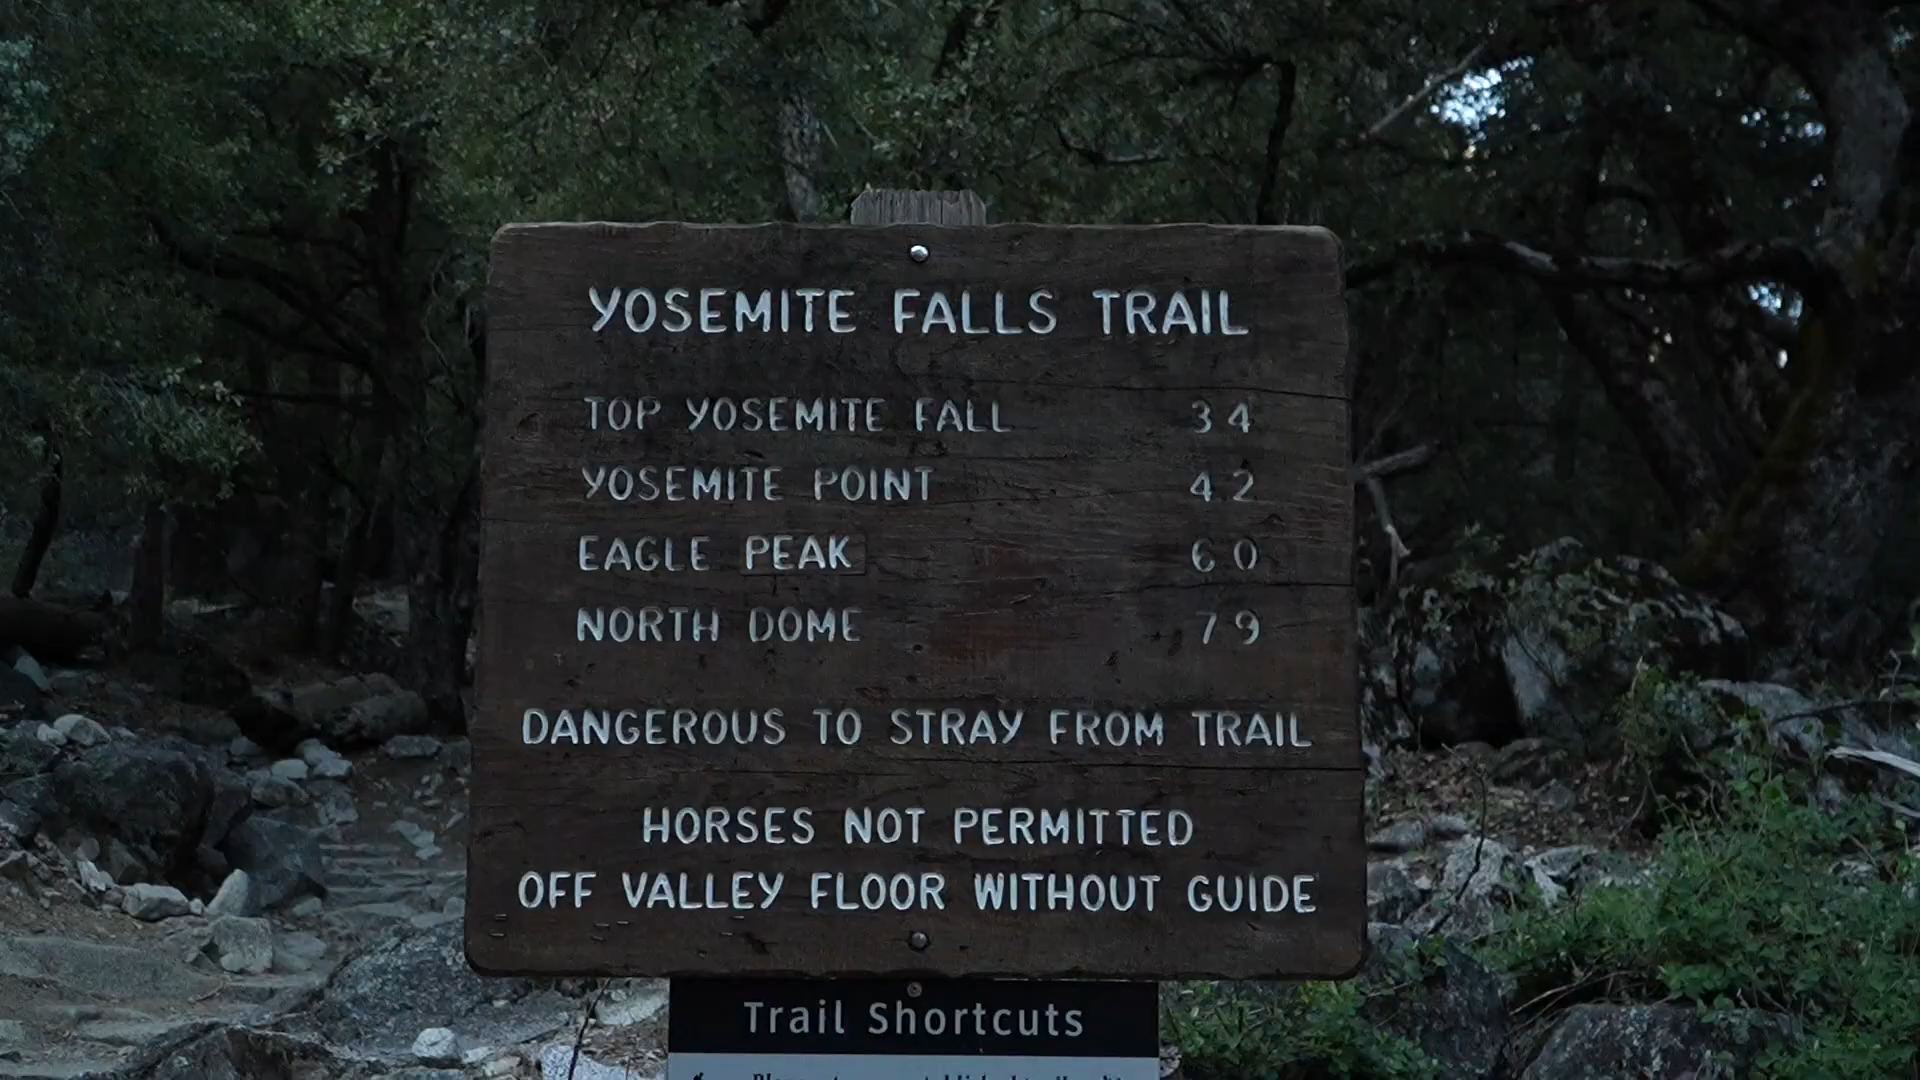 YOSEMITE FALLS TRAIL
TOP YOSEMITE FALL 3 4
YOSEMITE POINT 4 2
EAGLE PEAK 6 0
NORTH DOME 7 9
DANGEROUS TO STRAY FROM TRAIL
HORSES NOT PERMITTED
OFF VALLEY FLOOR WITHOUT GUIDE
Trail Shortcuts